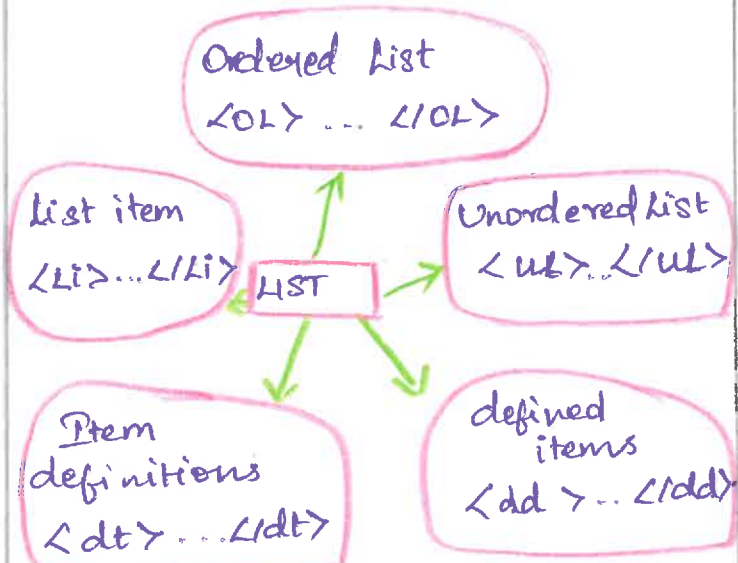 Ordered List
<OL> ... </OL>
List item
<Li>...</Li>
Unordered List
<UL>..</UL>
LIST
Item
definitions
<dt>...</dt>
defined
items
<dd>..</dd>